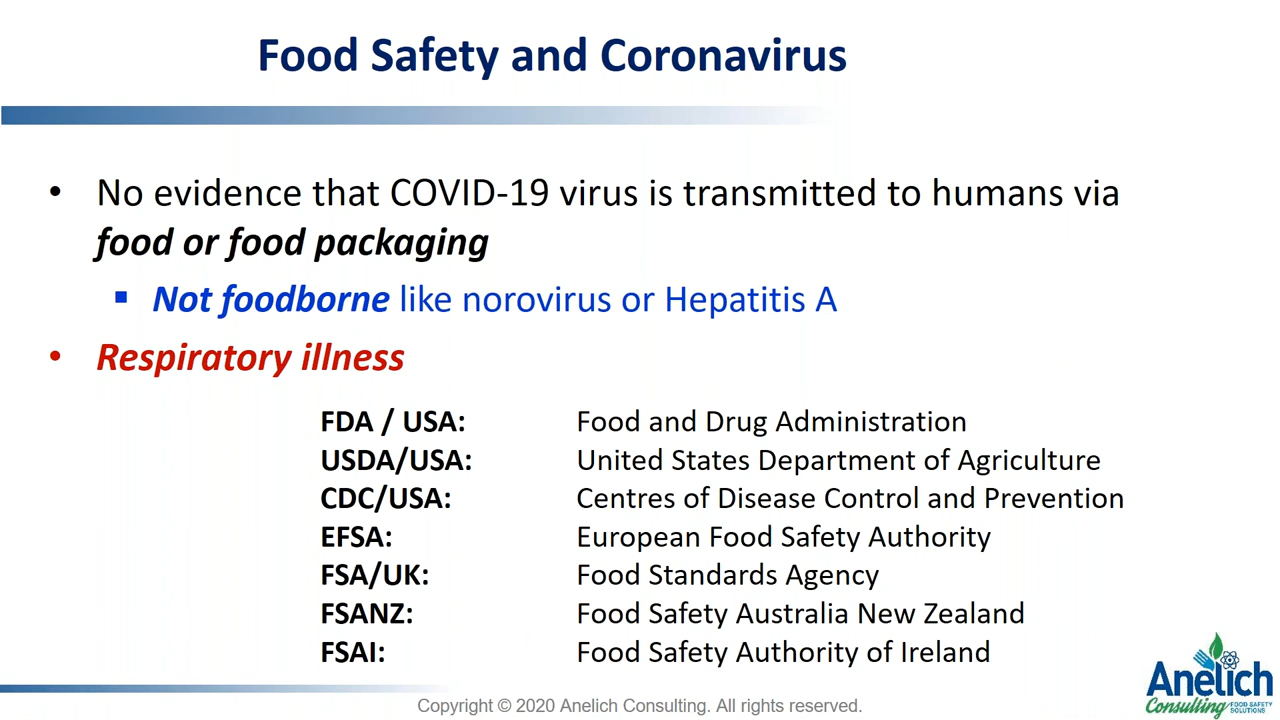 Food Safety and Coronavirus
• No evidence that COVID-19 virus is transmitted to humans via
food or food packaging
▪ Not foodborne like norovirus or Hepatitis A
• Respiratory illness
FDA / USA: Food and Drug Administration
USDA/USA: United States Department of Agriculture
CDC/USA: Centres of Disease Control and Prevention
EFSA: European Food Safety Authority
FSA/UK: Food Standards Agency
FSANZ: Food Safety Australia New Zealand
FSAI: Food Safety Authority of Ireland
Anelich
Consulting FOOD SAFETY
SOLUTIONS
Copyright © 2020 Anelich Consulting. All rights reserved.